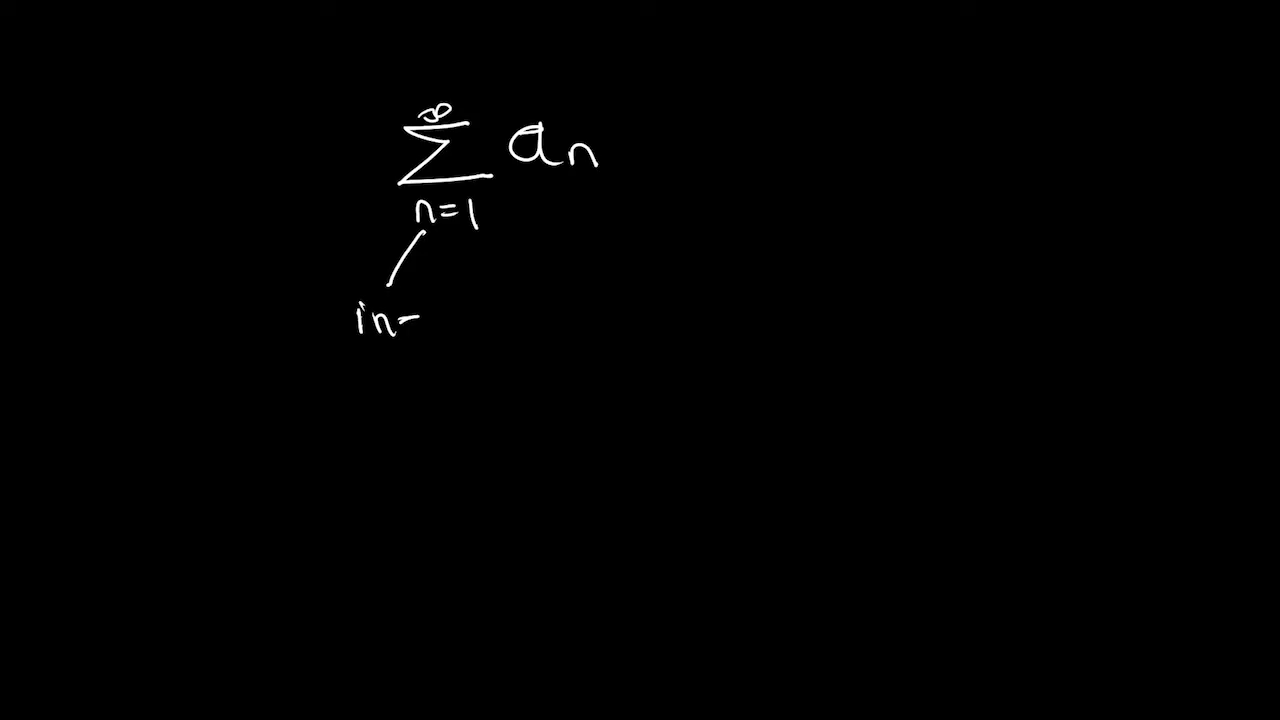 ∞
∑ aₙ
n=1
in-